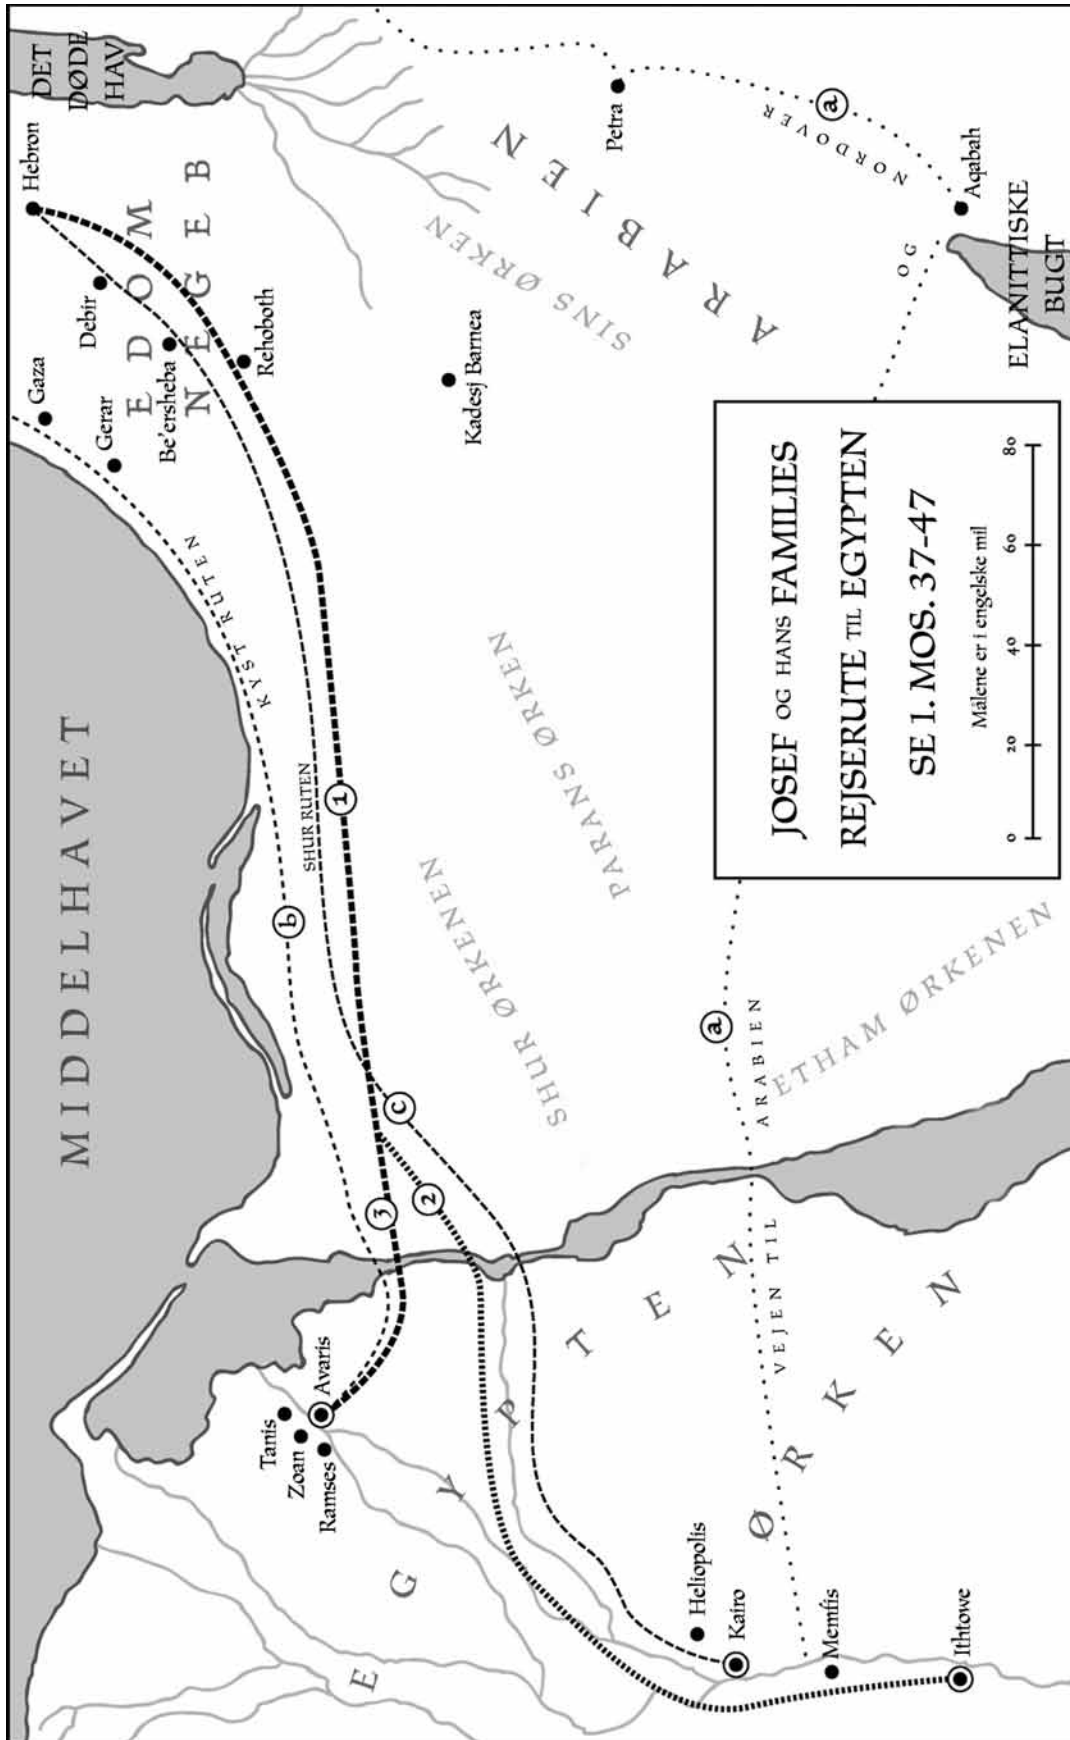 MIDDELHAVET
DET
DØDE
HAV
Hebron
Debir
Gaza
Gerar
Be'ersheba
EDOM
NEGEB
Rehoboth
KYST RUTEN
SHUR RUTEN
b
1
c
3
2
Kadesj Barnea
SINS ØRKEN
ARABIEN
Petra
a
NORDOVER
OG
Aqabah
ELANITTISKE
BUGT
PARANS ØRKEN
SHUR ØRKENEN
ETHAM ØRKENEN
a
VEJEN TIL
ARABIEN
Tanis
Zoan
Ramses
Avaris
EGYPTEN
ØRKEN
Heliopolis
Kairo
Memfis
Ithtowe
JOSEF OG HANS FAMILIES
REJSERUTE TIL EGYPTEN
SE 1. MOS. 37-47
Målene er i engelske mil
0 20 40 60 80